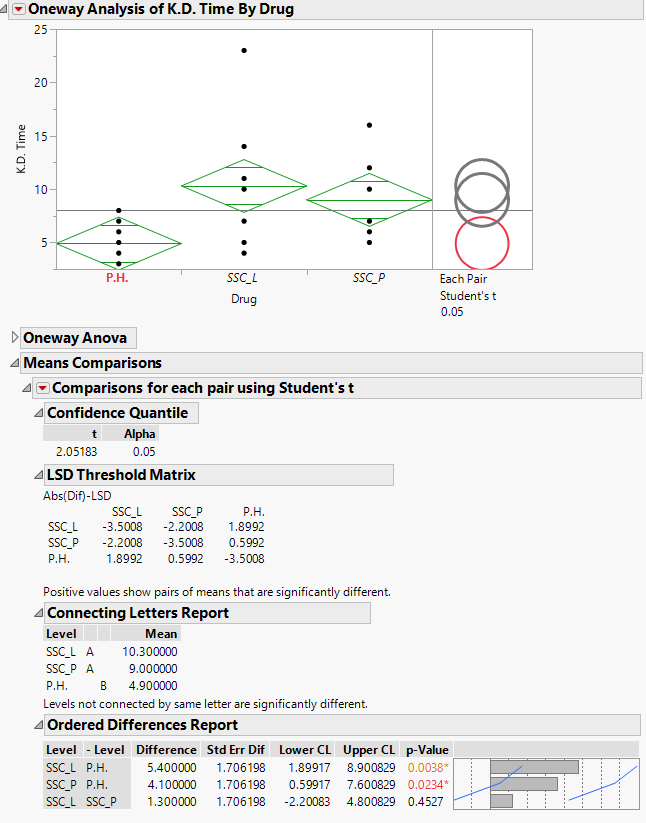 Oneway Analysis of K.D. Time By Drug
25
20
15
10
5
K.D. Time
P.H. SSC_L SSC_P
Drug
Each Pair
Student's t
0.05
Oneway Anova
Means Comparisons
Comparisons for each pair using Student's t
Confidence Quantile
t Alpha
2.05183 0.05
LSD Threshold Matrix
Abs(Dif)-LSD
SSC_L SSC_P P.H.
SSC_L -3.5008 -2.2008 1.8992
SSC_P -2.2008 -3.5008 0.5992
P.H. 1.8992 0.5992 -3.5008
Positive values show pairs of means that are significantly different.
Connecting Letters Report
Level Mean
SSC_L A 10.300000
SSC_P A 9.000000
P.H. B 4.900000
Levels not connected by same letter are significantly different.
Ordered Differences Report
Level - Level Difference Std Err Dif Lower CL Upper CL p-Value
SSC_L P.H. 5.400000 1.706198 1.89917 8.900829 0.0038*
SSC_P P.H. 4.100000 1.706198 0.59917 7.600829 0.0234*
SSC_L SSC_P 1.300000 1.706198 -2.20083 4.800829 0.4527